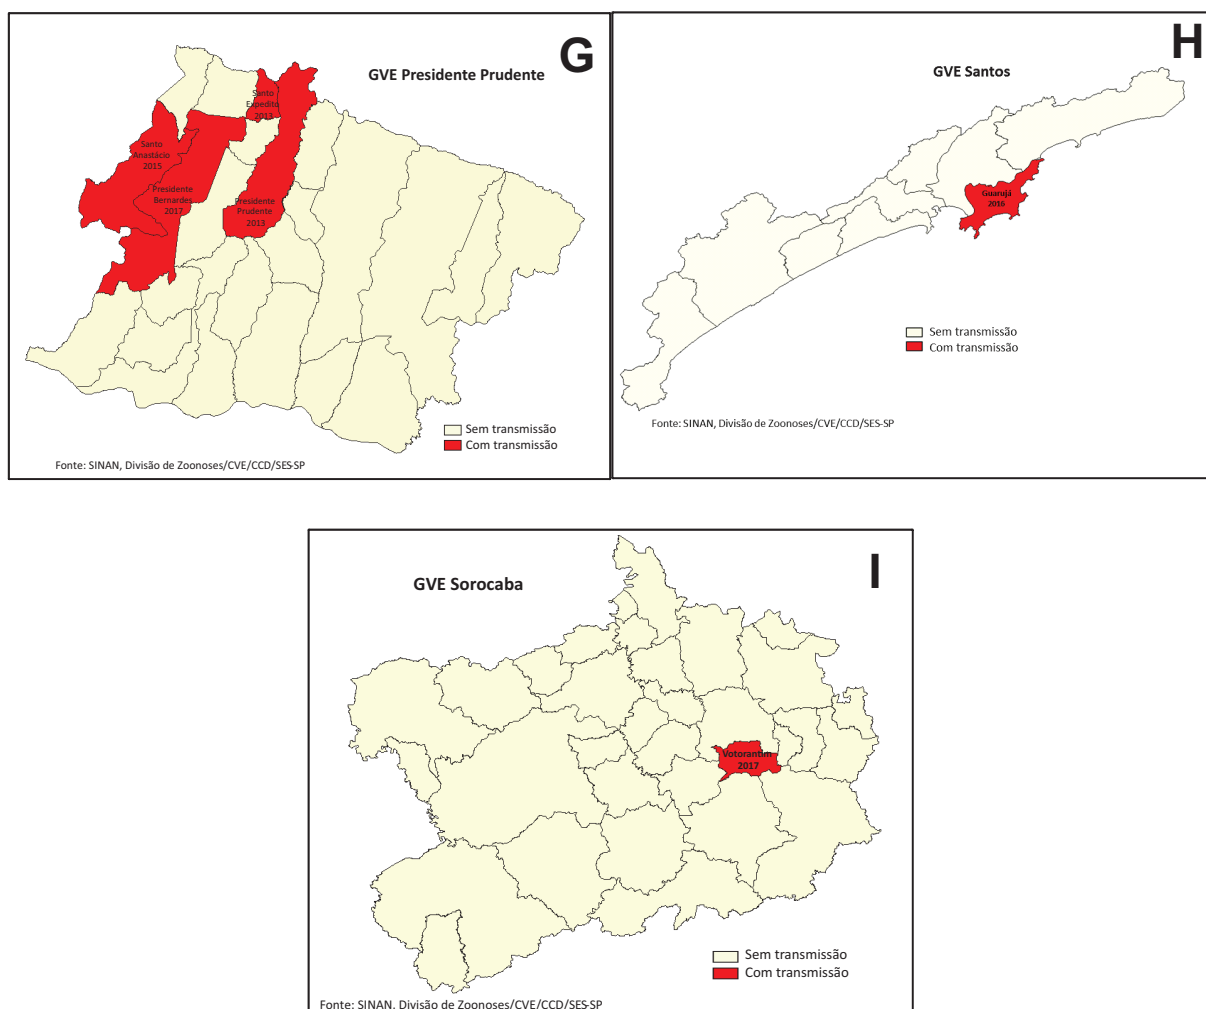 G
GVE Presidente Prudente
Santo
Expedito
2013
Santo
Anastácio
2015
Presidente
Bernardes
2017
Presidente
Prudente
2013
Sem transmissão
Com transmissão
Fonte: SINAN, Divisão de Zoonoses/CVE/CCD/SES-SP
H
GVE Santos
Guarujá
2016
Sem transmissão
Com transmissão
Fonte: SINAN, Divisão de Zoonoses/CVE/CCD/SES-SP
I
GVE Sorocaba
Votorantim
2017
Sem transmissão
Com transmissão
Fonte: SINAN, Divisão de Zoonoses/CVE/CCD/SES-SP